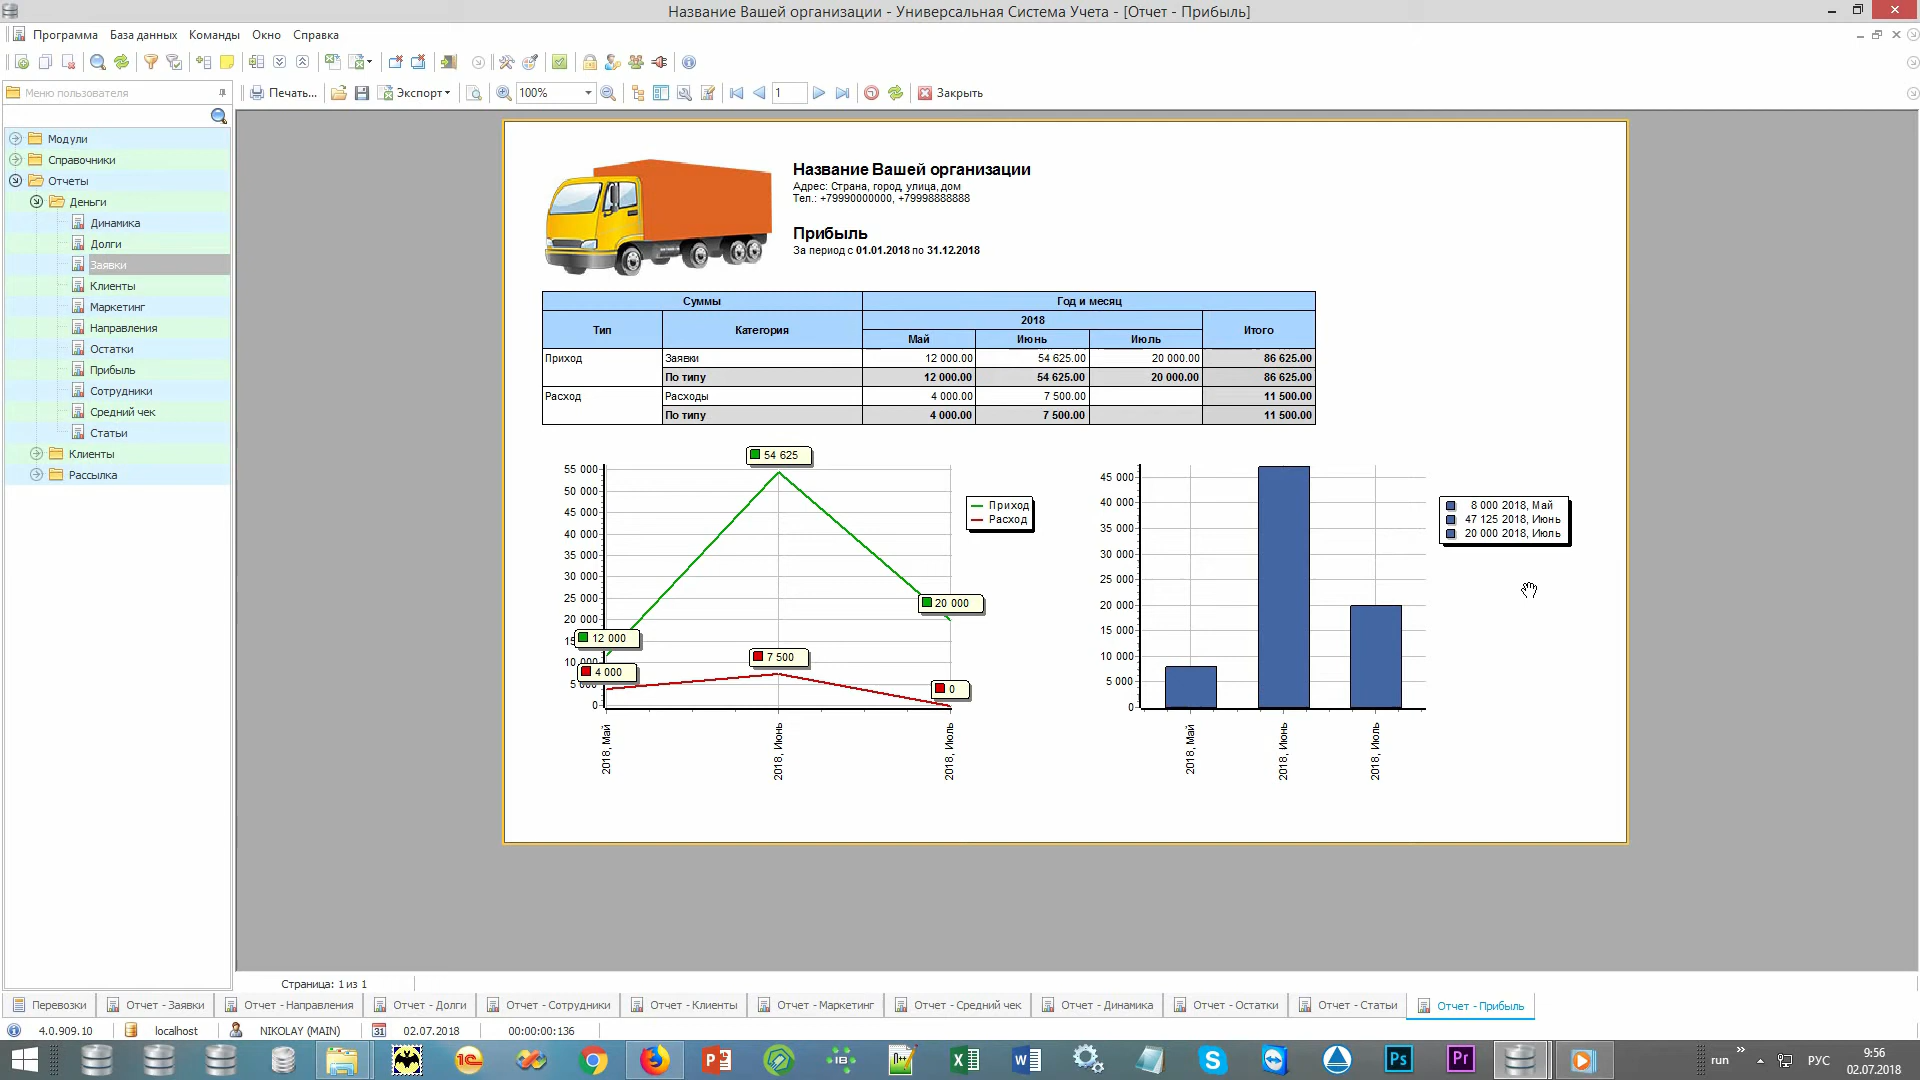 Название Вашей организации - Универсальная Система Учета - [Отчет - Прибыль]
Программа База данных Команды Окно Справка
Меню пользователя
Печать... Экспорт 100% 1 Закрыть
Модули
Справочники
Отчеты
Деньги
Динамика
Долги
Заявки
Клиенты
Маркетинг
Направления
Остатки
Прибыль
Сотрудники
Средний чек
Статьи
Клиенты
Рассылка
Название Вашей организации
Адрес: Страна, город, улица, дом
Тел.: +79990000000, +79998888888
Прибыль
За период с 01.01.2018 по 31.12.2018
Суммы Год и месяц
Тип Категория 2018 Итого
Май Июнь Июль
Приход Заявки 12 000.00 54 625.00 20 000.00 86 625.00
По типу 12 000.00 54 625.00 20 000.00 86 625.00
Расход Расходы 4 000.00 7 500.00 11 500.00
По типу 4 000.00 7 500.00 11 500.00
55 000
50 000
45 000
40 000
35 000
30 000
25 000
20 000
15
10 000
5 000
0
54 625
20 000
12 000
7 500
4 000
0
Приход
Расход
2018, Май
2018, Июнь
2018, Июль
45 000
40 000
35 000
30 000
25 000
20 000
15 000
10 000
5 000
0
8 000 2018, Май
47 125 2018, Июнь
20 000 2018, Июль
2018, Май
2018, Июнь
2018, Июль
Страница: 1 из 1
Перевозки Отчет - Заявки Отчет - Направления Отчет - Долги Отчет - Сотрудники Отчет - Клиенты Отчет - Маркетинг Отчет - Средний чек Отчет - Динамика Отчет - Остатки Отчет - Статьи Отчет - Прибыль
4.0.909.10 localhost NIKOLAY (MAIN) 31 02.07.2018 00:00:00:136
run РУС 9:56
02.07.2018